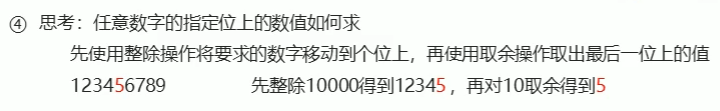 ④ 思考：任意数字的指定位上的数值如何求
先使用整除操作将要求的数字移动到个位上，再使用取余操作取出最后一位上的值
123456789 先整除10000得到12345，再对10取余得到5